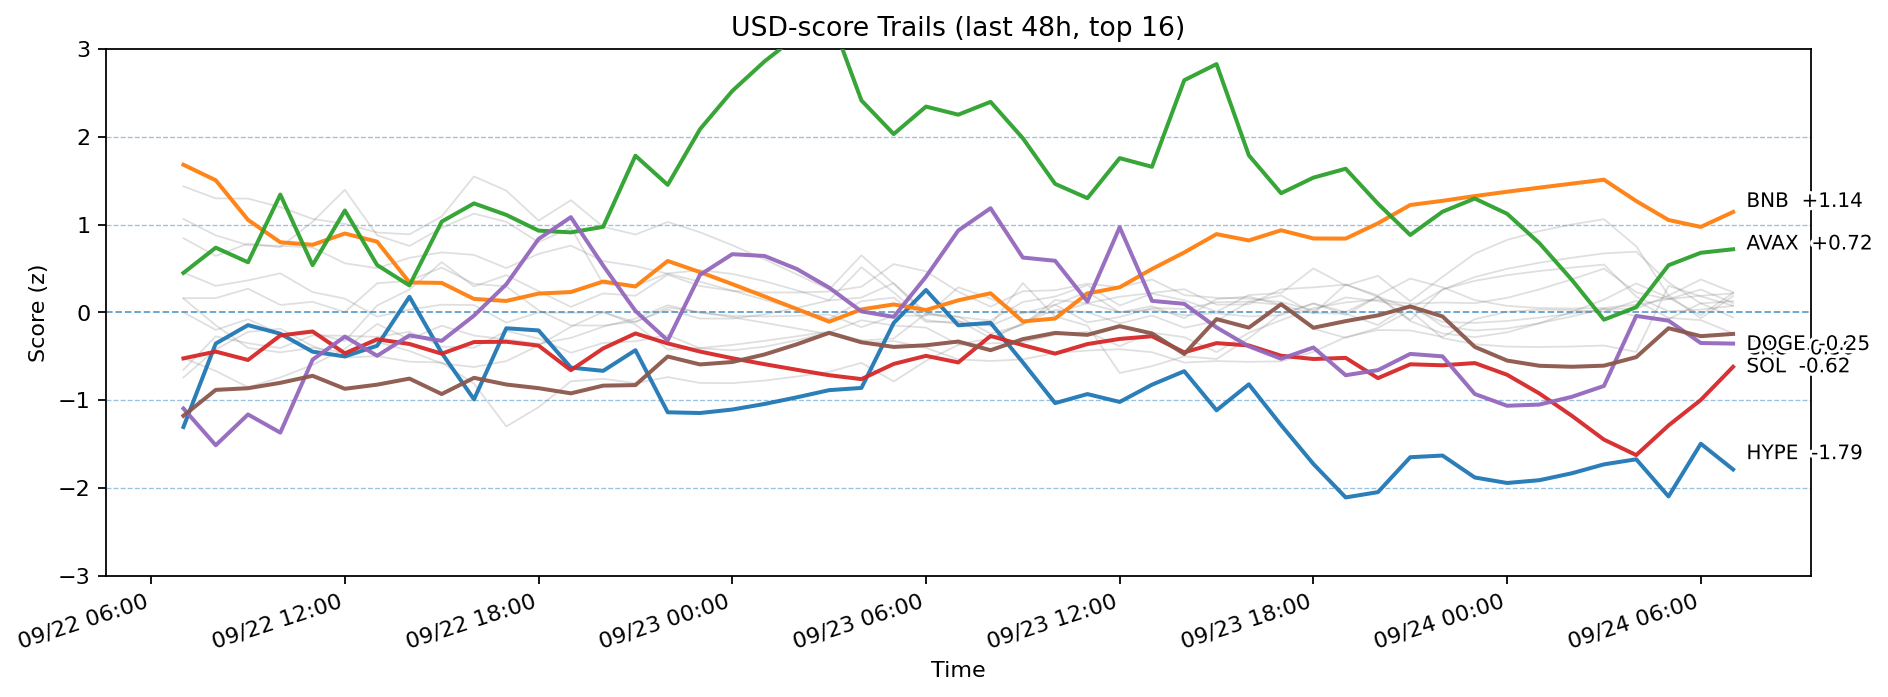 USD-score Trails (last 48h, top 16)
Score (z)
3
2
1
0
−1
−2
−3
BNB +1.14
AVAX +0.72
DOGE -0.25
SOL -0.62
HYPE -1.79
09/22 06:00
09/22 12:00
09/22 18:00
09/23 00:00
09/23 06:00
09/23 12:00
09/23 18:00
09/24 00:00
09/24 06:00
Time